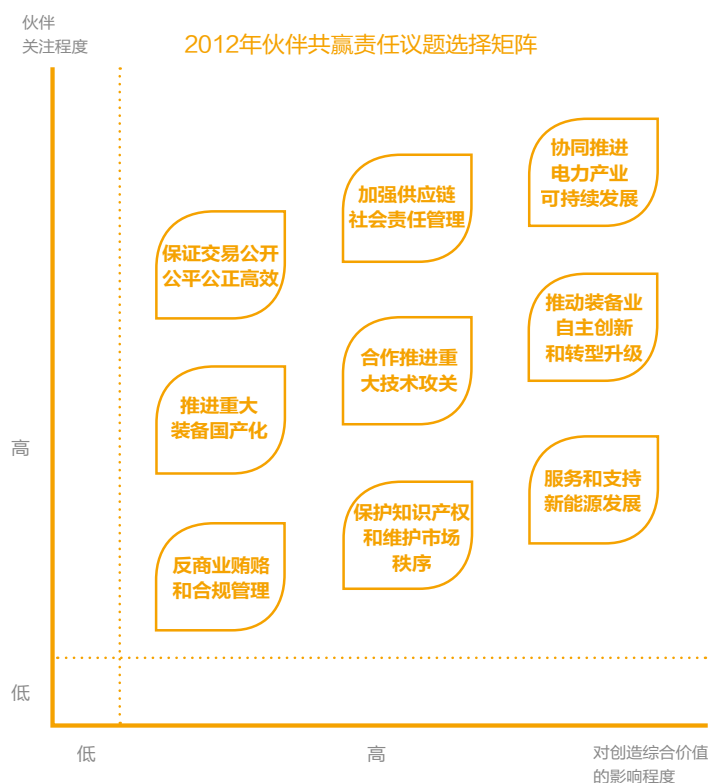 伙伴
关注程度
2012年伙伴共赢责任议题选择矩阵
协同推进
电力产业
可持续发展
加强供应链
社会责任管理
保证交易公开
公平公正高效
推动装备业
自主创新
和转型升级
合作推进重
大技术攻关
推进重大
装备国产化
高
服务和支持
新能源发展
保护知识产权
和维护市场
秩序
反商业贿赂
和合规管理
低
低
高
对创造综合价值
的影响程度